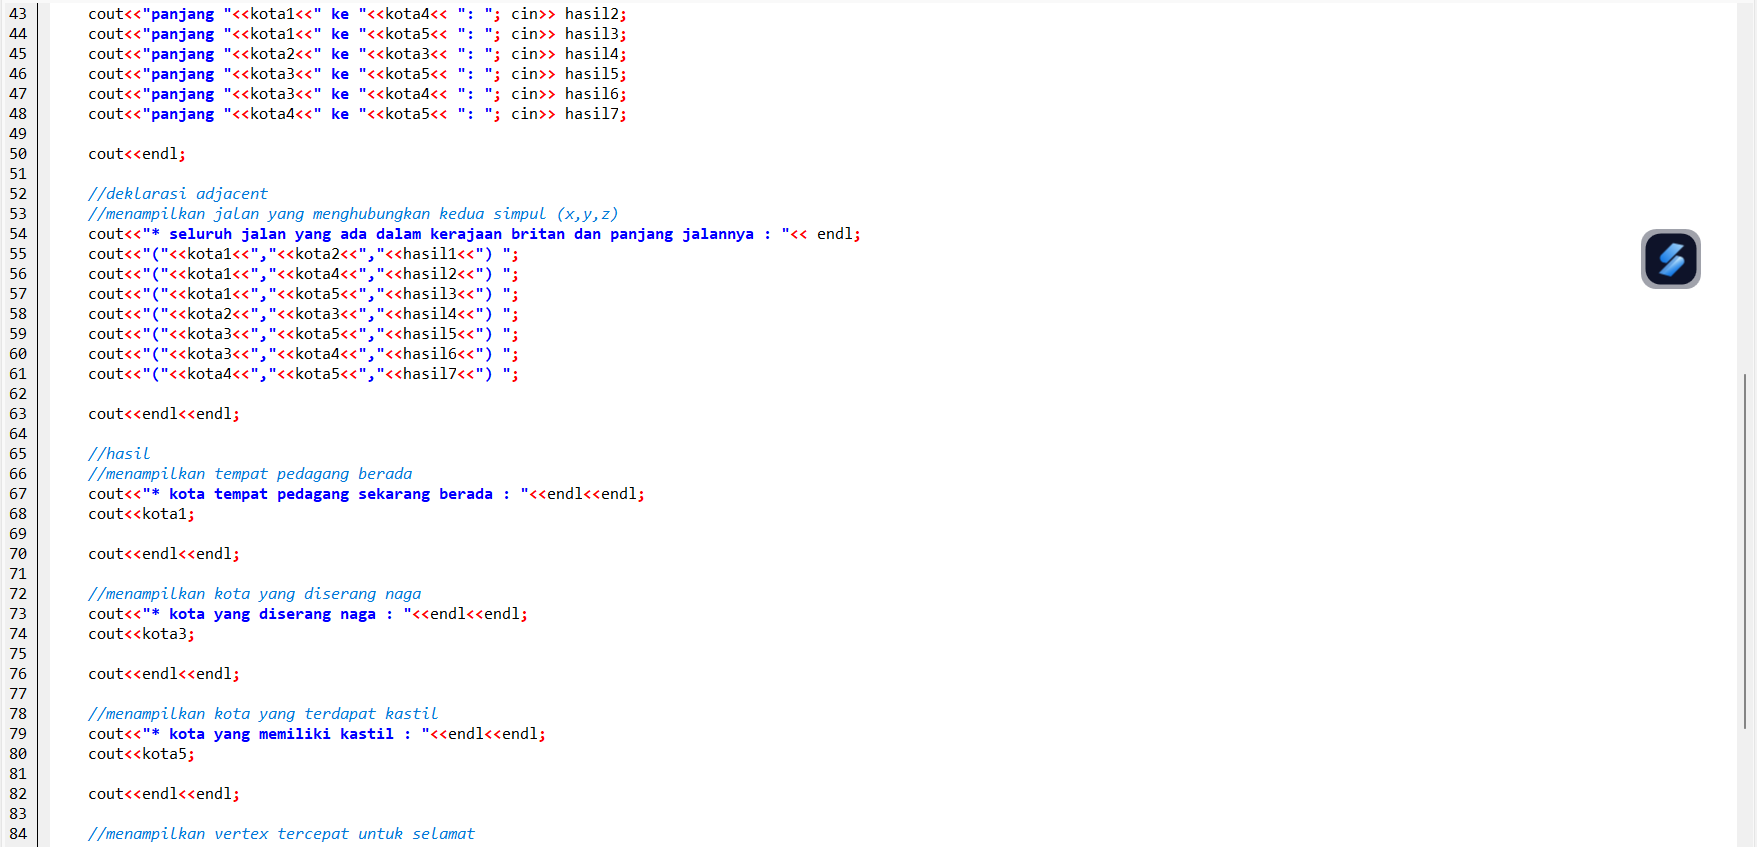 43 cout<<"panjang "<<kota1<<" ke "<<kota4<< ": "; cin>> hasil2;
44 cout<<"panjang "<<kota1<<" ke "<<kota5<< ": "; cin>> hasil3;
45 cout<<"panjang "<<kota2<<" ke "<<kota3<< ": "; cin>> hasil4;
46 cout<<"panjang "<<kota3<<" ke "<<kota5<< ": "; cin>> hasil5;
47 cout<<"panjang "<<kota3<<" ke "<<kota4<< ": "; cin>> hasil6;
48 cout<<"panjang "<<kota4<<" ke "<<kota5<< ": "; cin>> hasil7;
49
50 cout<<endl;
51
52 //deklarasi adjacent
53 //menampilkan jalan yang menghubungkan kedua simpul (x,y,z)
54 cout<<"* seluruh jalan yang ada dalam kerajaan britan dan panjang jalannya : "<< endl;
55 cout<<"("<<kota1<<","<<kota2<<","<<hasil1<<") ";
56 cout<<"("<<kota1<<","<<kota4<<","<<hasil2<<") ";
57 cout<<"("<<kota1<<","<<kota5<<","<<hasil3<<") ";
58 cout<<"("<<kota2<<","<<kota3<<","<<hasil4<<") ";
59 cout<<"("<<kota3<<","<<kota5<<","<<hasil5<<") ";
60 cout<<"("<<kota3<<","<<kota4<<","<<hasil6<<") ";
61 cout<<"("<<kota4<<","<<kota5<<","<<hasil7<<") ";
62
63 cout<<endl<<endl;
64
65 //hasil
66 //menampilkan tempat pedagang berada
67 cout<<"* kota tempat pedagang sekarang berada : "<<endl<<endl;
68 cout<<kota1;
69
70 cout<<endl<<endl;
71
72 //menampilkan kota yang diserang naga
73 cout<<"* kota yang diserang naga : "<<endl<<endl;
74 cout<<kota3;
75
76 cout<<endl<<endl;
77
78 //menampilkan kota yang terdapat kastil
79 cout<<"* kota yang memiliki kastil : "<<endl<<endl;
80 cout<<kota5;
81
82 cout<<endl<<endl;
83
84 //menampilkan vertex tercepat untuk selamat